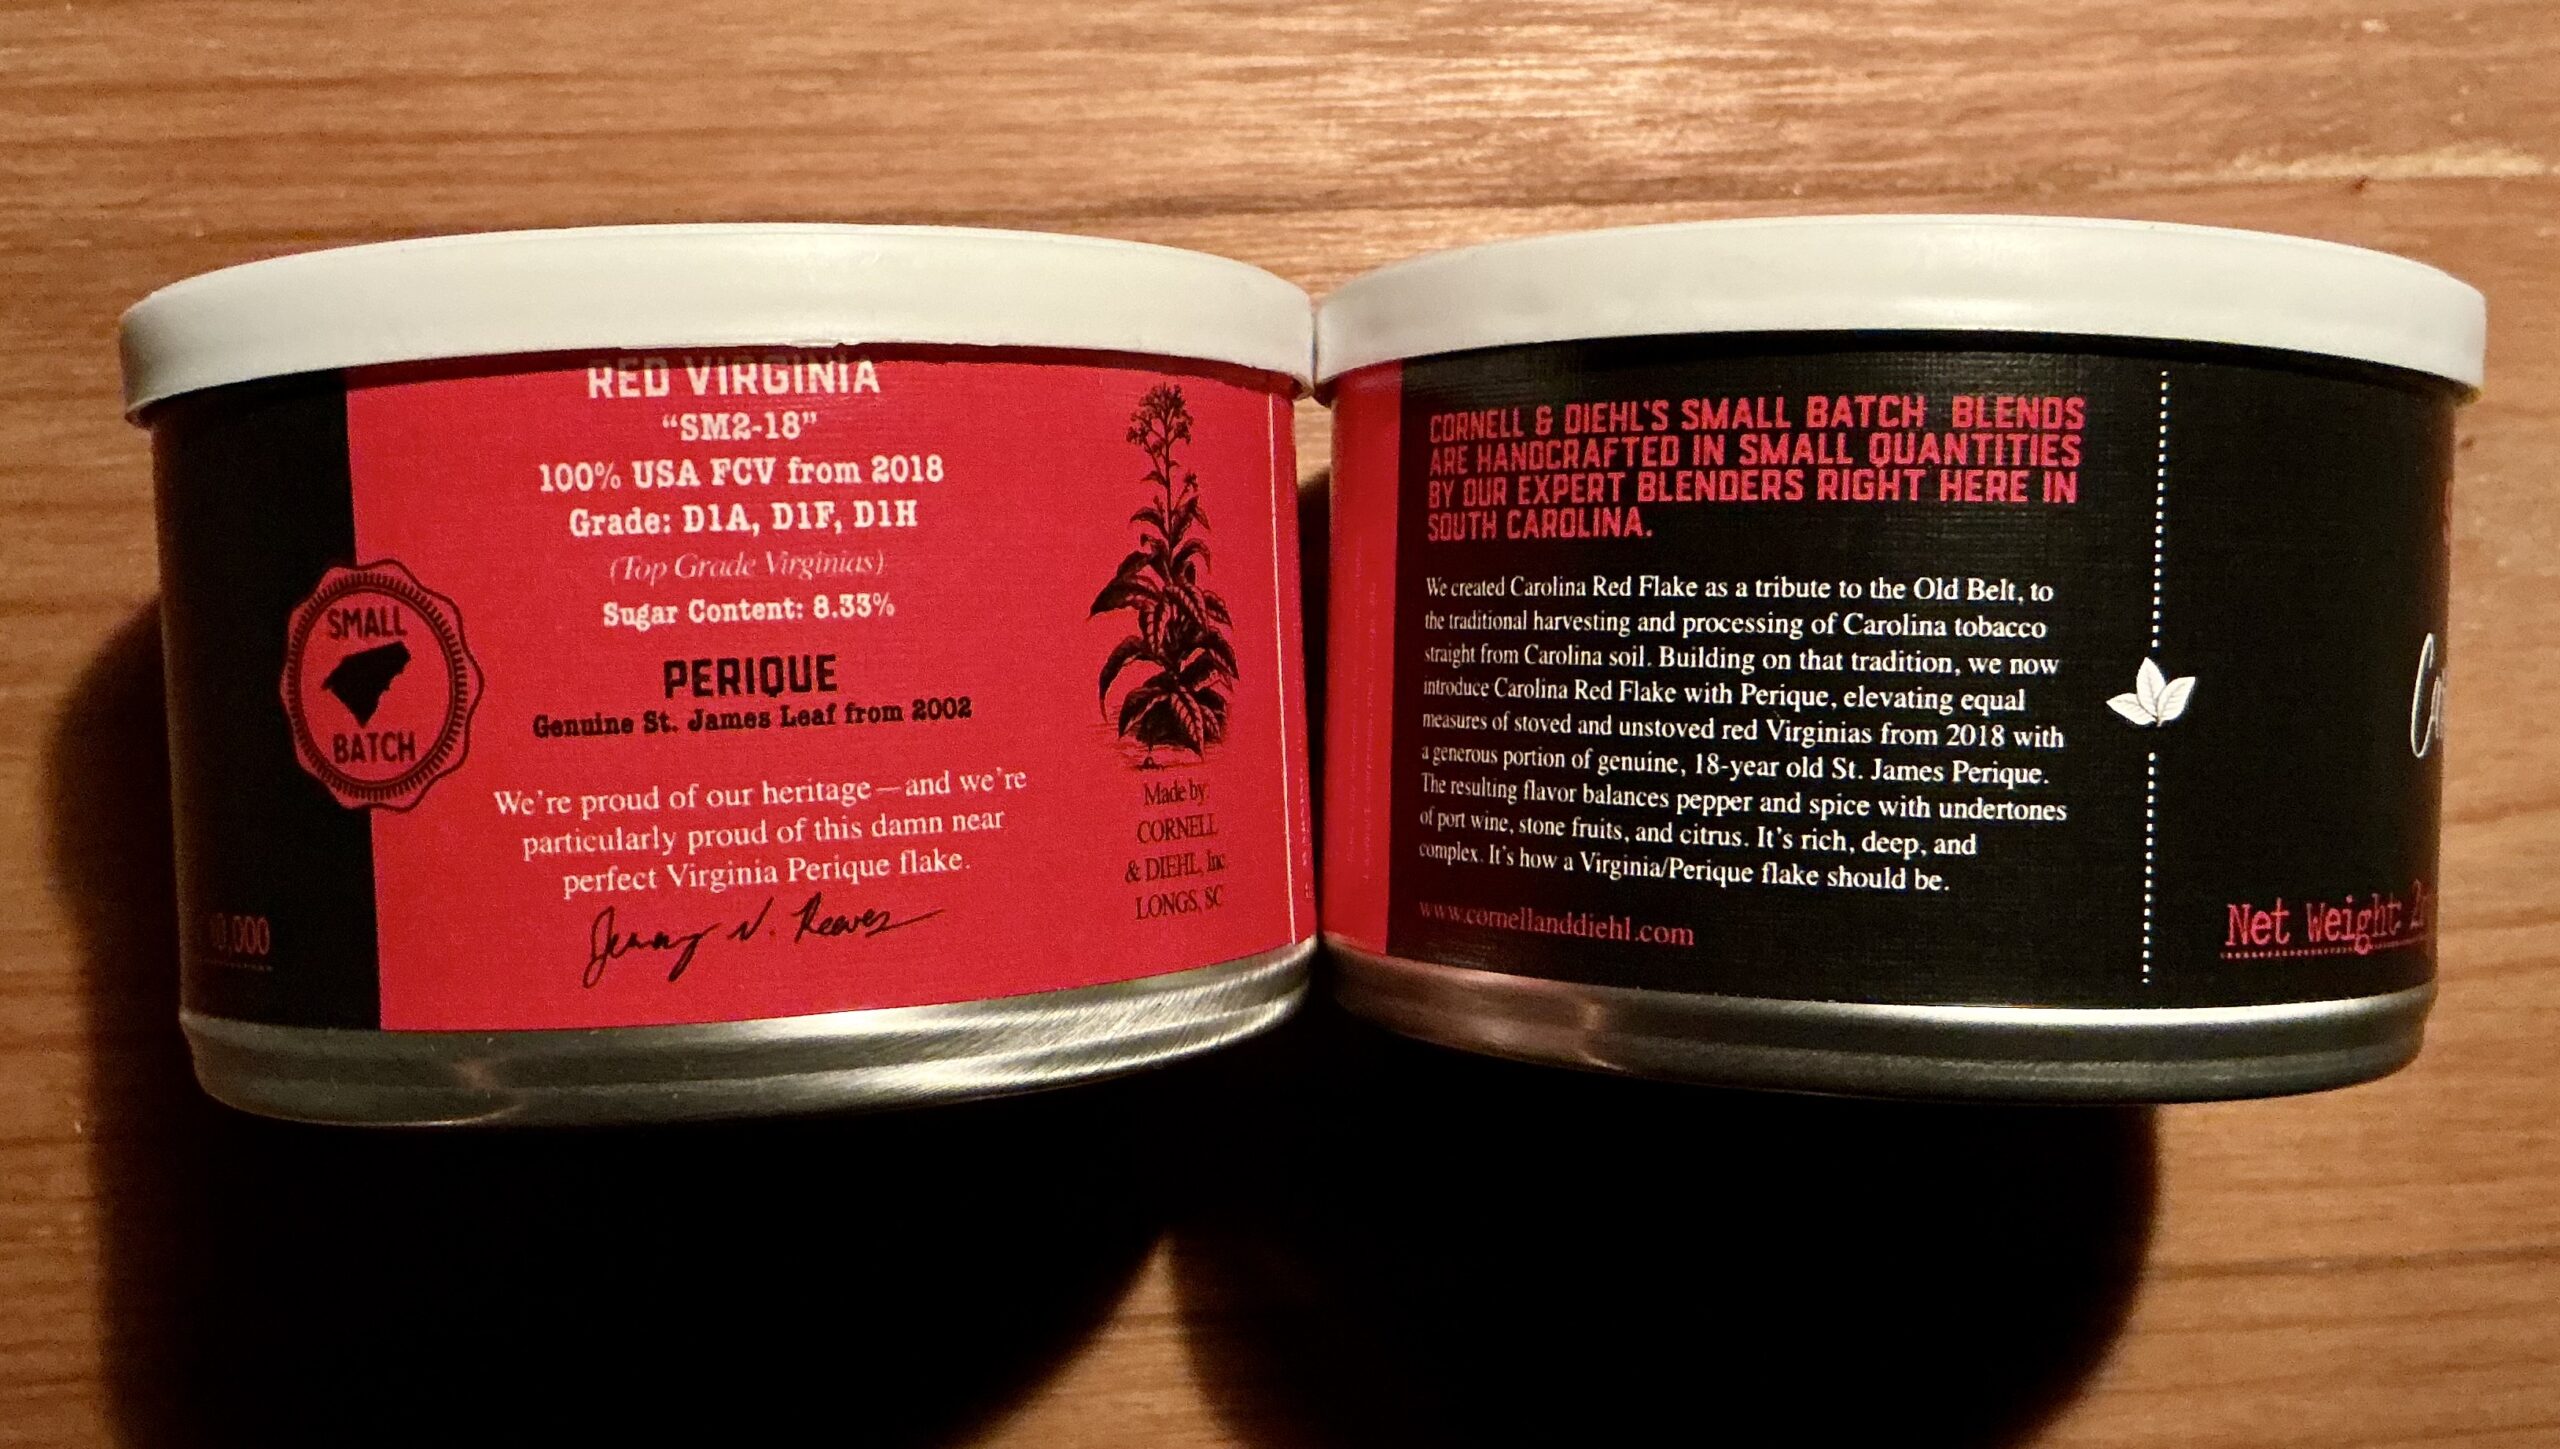 RED VIRGINIA
"SM2-18"
100% USA FCV from 2018
Grade: D1A, D1F, D1H
(Top Grade Virginias)
Sugar Content: 8.33%
PERIQUE
Genuine St. James Leaf from 2002
We're proud of our heritage—and we're
particularly proud of this damn near
perfect Virginia Perique flake.
Jeremy N. Reeves
SMALL
BATCH
Made by:
CORNELL
& DIEHL, Inc
LONGS, SC
CORNELL & DIEHL'S SMALL BATCH BLENDS
ARE HANDCRAFTED IN SMALL QUANTITIES
BY OUR EXPERT BLENDERS RIGHT HERE IN
SOUTH CAROLINA.
We created Carolina Red Flake as a tribute to the Old Belt, to
the traditional harvesting and processing of Carolina tobacco
straight from Carolina soil. Building on that tradition, we now
introduce Carolina Red Flake with Perique, elevating equal
measures of stoved and unstoved red Virginias from 2018 with
a generous portion of genuine, 18-year old St. James Perique.
The resulting flavor balances pepper and spice with undertones
of port wine, stone fruits, and citrus. It's rich, deep, and
complex. It's how a Virginia/Perique flake should be.
www.cornellanddiehl.com
Net Weight